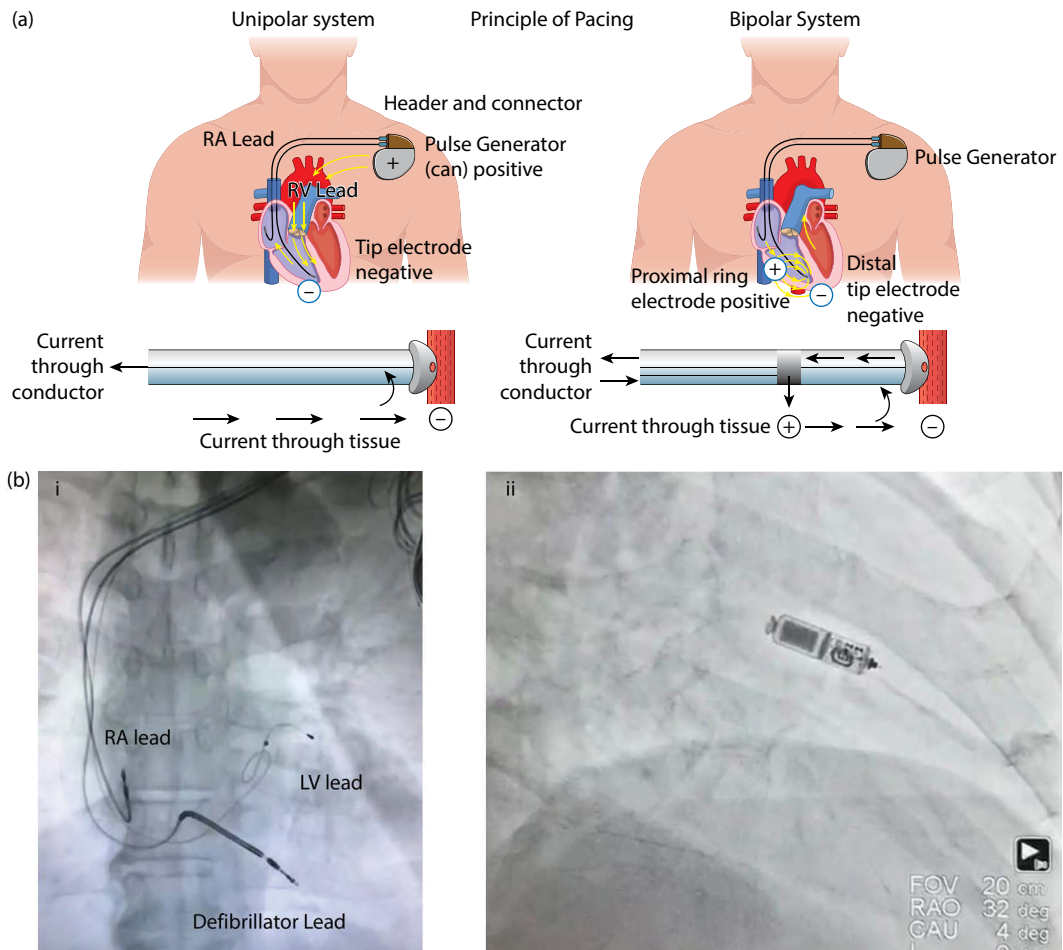 (a)
Unipolar system
Principle of Pacing
Bipolar System
Header and connector
RA Lead
Pulse Generator
(can) positive
+
RV Lead
Tip electrode
negative
−
Pulse Generator
+
Proximal ring
electrode positive
Distal
tip electrode
negative
−
Current
through
conductor
Current through tissue
−
Current
through
conductor
Current through tissue
+
−
(b)
i
RA lead
LV lead
Defibrillator Lead
ii
FOV 20 cm
RAO 32 deg
CAU 4 deg